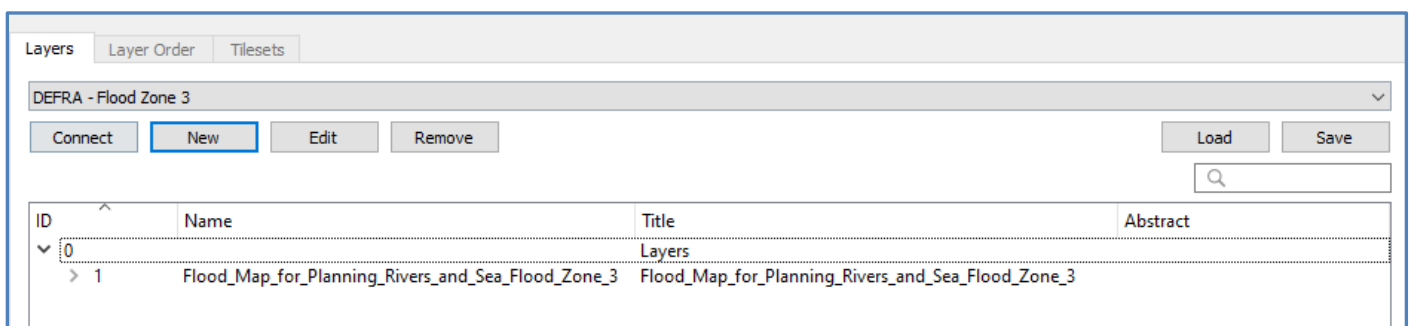 Layers Layer Order Tilesets
DEFRA - Flood Zone 3
Connect New Edit Remove Load Save
ID Name Title Abstract
0 Layers
1 Flood_Map_for_Planning_Rivers_and_Sea_Flood_Zone_3 Flood_Map_for_Planning_Rivers_and_Sea_Flood_Zone_3